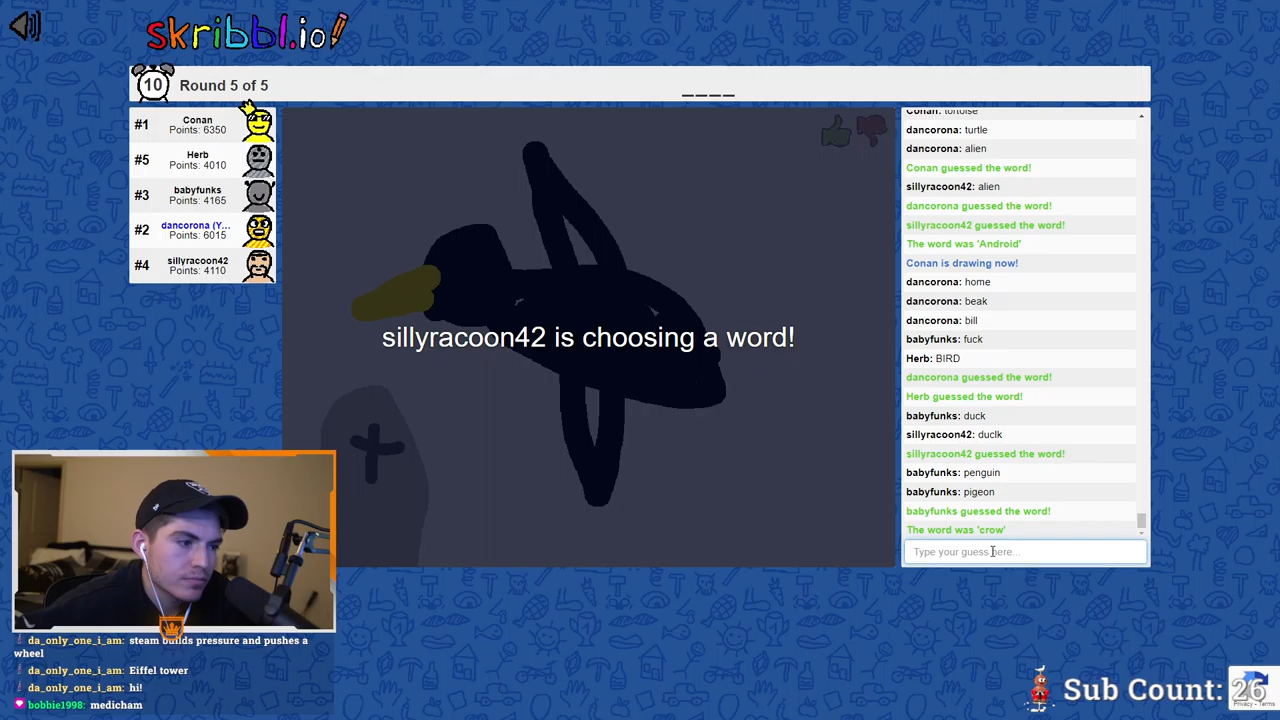 skribbl.io
10
Round 5 of 5
____
#1
Conan
Points: 6350
#5
Herb
Points: 4010
#3
babyfunks
Points: 4165
#2
dancorona (Y...
Points: 6015
#4
sillyracoon42
Points: 4110
sillyracoon42 is choosing a word!
Conan: tortoise
dancorona: turtle
dancorona: alien
Conan guessed the word!
sillyracoon42: alien
dancorona guessed the word!
sillyracoon42 guessed the word!
The word was 'Android'
Conan is drawing now!
dancorona: home
dancorona: beak
dancorona: bill
babyfunks: fuck
Herb: BIRD
dancorona guessed the word!
Herb guessed the word!
babyfunks: duck
sillyracoon42: duclk
sillyracoon42 guessed the word!
babyfunks: penguin
babyfunks: pigeon
babyfunks guessed the word!
The word was 'crow'
Type your guess here...
da_only_one_i_am: steam builds pressure and pushes a
wheel
da_only_one_i_am: Eiffel tower
da_only_one_i_am: hi!
bobbie1998: medicham
Sub Count: 26
Privacy - Terms